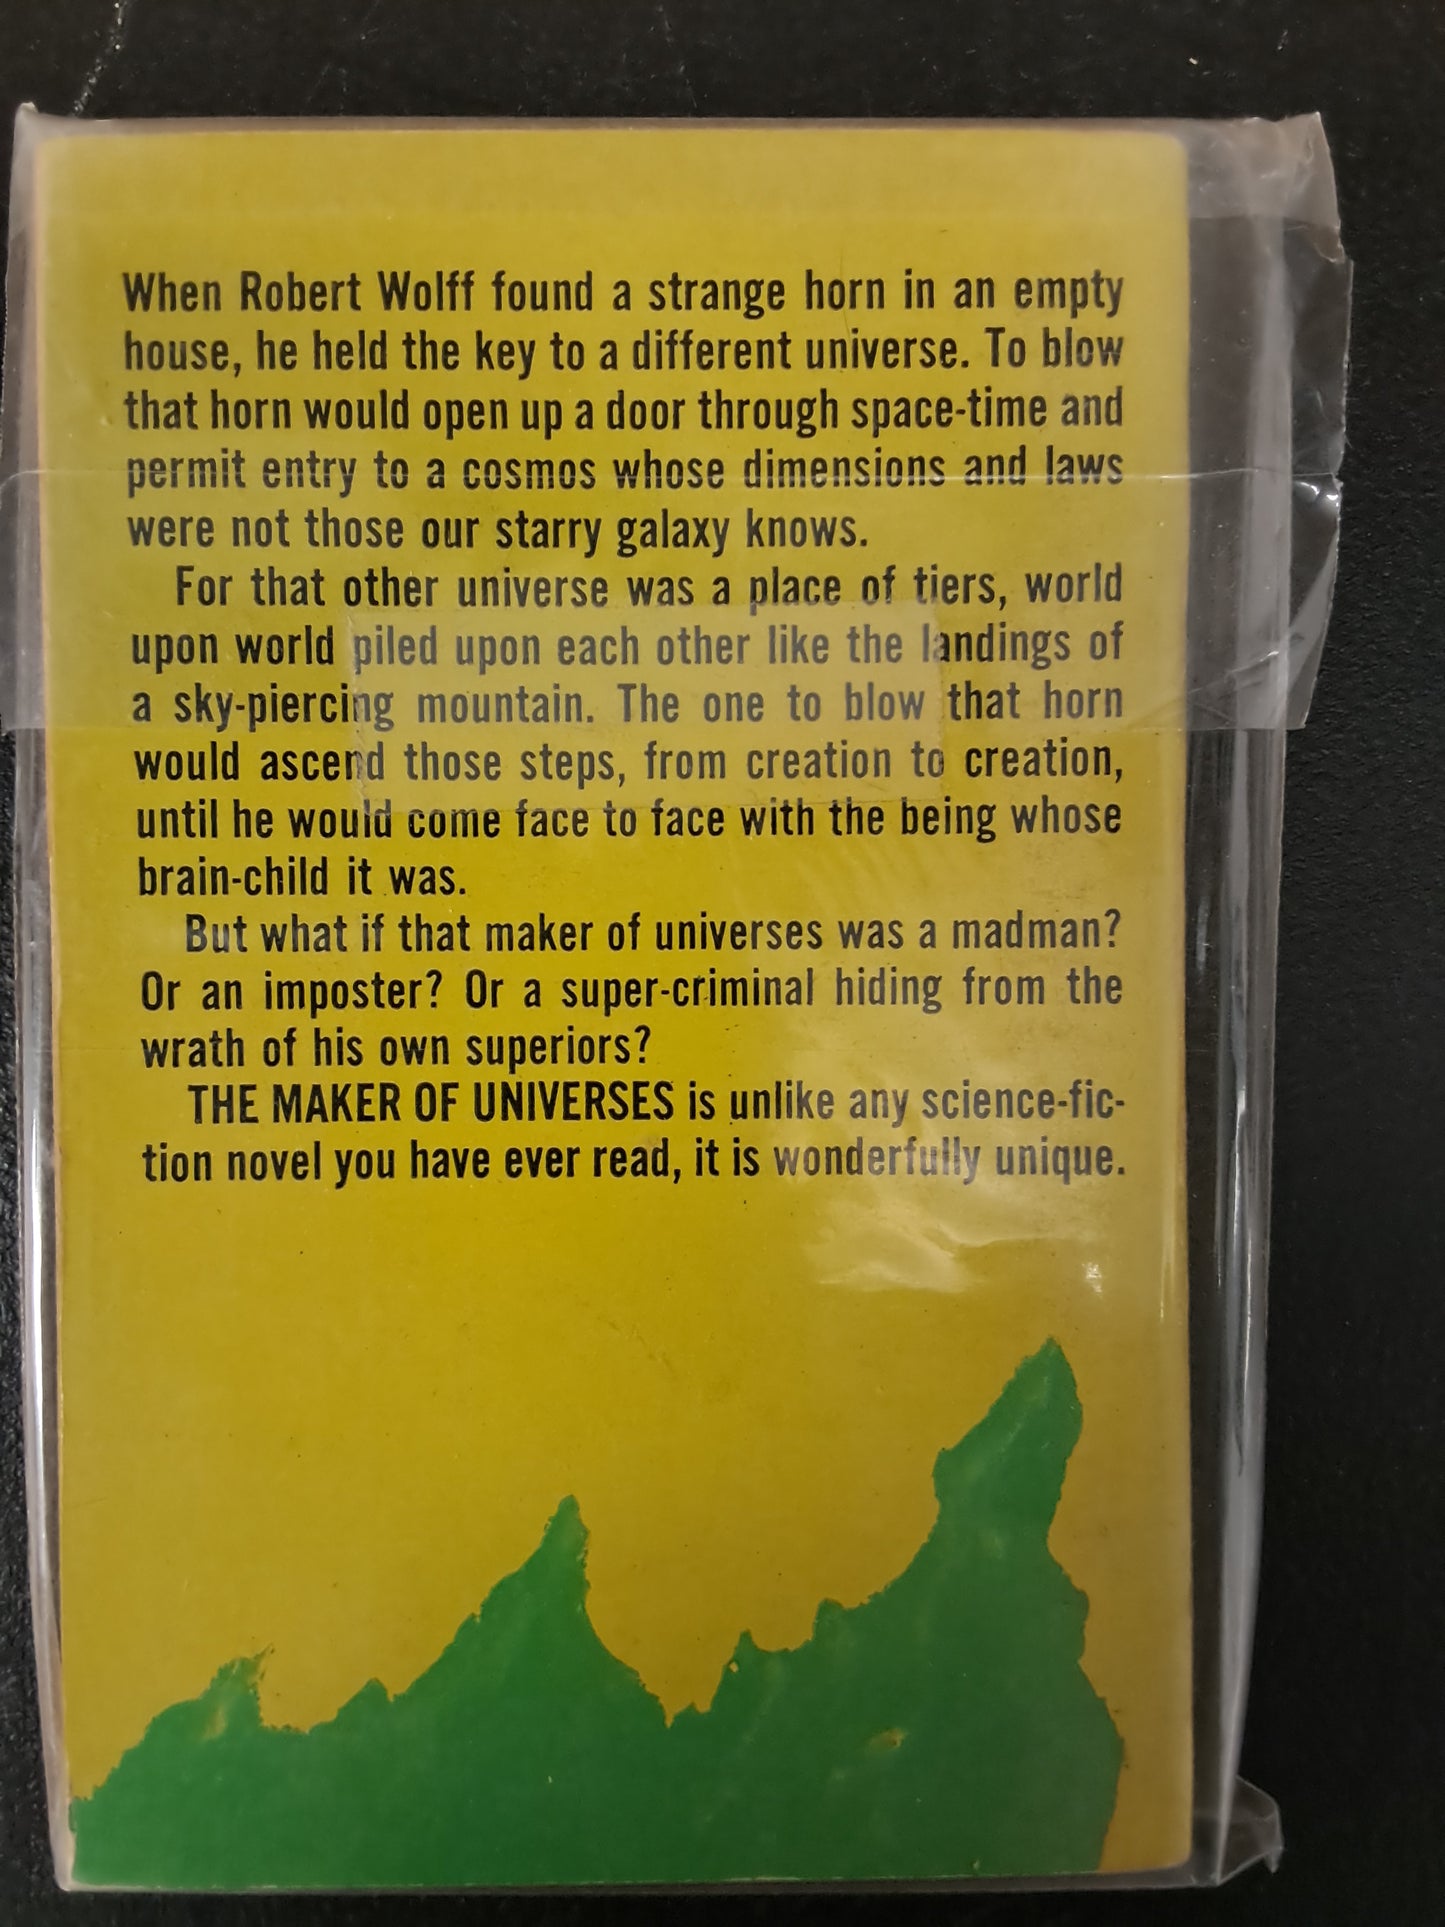 When Robert Wolff found a strange horn in an empty
house, he held the key to a different universe. To blow
that horn would open up a door through space-time and
permit entry to a cosmos whose dimensions and laws
were not those our starry galaxy knows.
For that other universe was a place of tiers, world
upon world piled upon each other like the landings of
a sky-piercing mountain. The one to blow that horn
would ascend those steps, from creation to creation,
until he would come face to face with the being whose
brain-child it was.
But what if that maker of universes was a madman?
Or an imposter? Or a super-criminal hiding from the
wrath of his own superiors?
THE MAKER OF UNIVERSES is unlike any science-fic-
tion novel you have ever read, it is wonderfully unique.